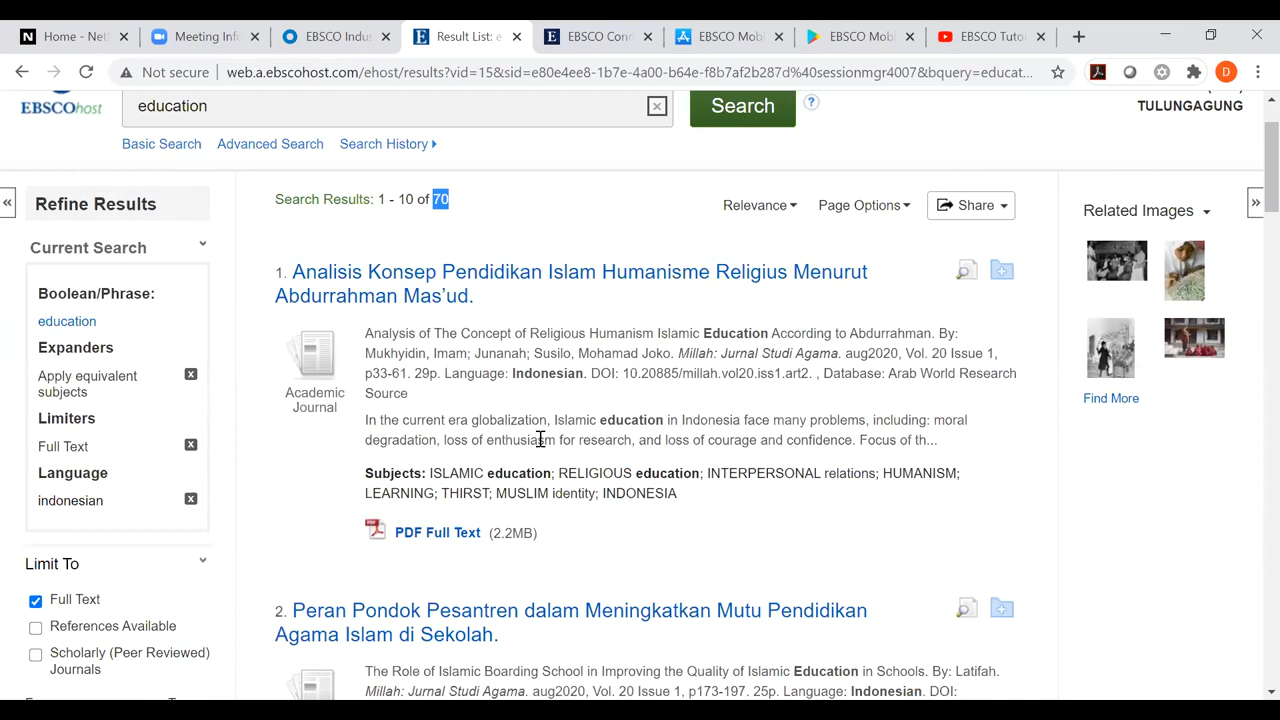 Home - Net
Meeting Info
EBSCO Indus
Result List: e
EBSCO Conn
EBSCO Mobi
EBSCO Mobi
EBSCO Tuto
Not secure
web.a.ebscohost.com/ehost/results?vid=15&sid=e80e4ee8-1b7e-4a00-b64e-f8b7af2b287d%40sessionmgr4007&bquery=educat...
D
EBSCOhost
education
Search
TULUNGAGUNG
Basic Search Advanced Search Search History
Refine Results
Current Search
Boolean/Phrase:
education
Expanders
Apply equivalent
subjects
Limiters
Full Text
Language
indonesian
Limit To
Full Text
References Available
Scholarly (Peer Reviewed)
Journals
Search Results: 1 - 10 of 70
Relevance Page Options Share
1. Analisis Konsep Pendidikan Islam Humanisme Religius Menurut
Abdurrahman Mas'ud.
Academic
Journal
Analysis of The Concept of Religious Humanism Islamic Education According to Abdurrahman. By:
Mukhyidin, Imam; Junanah; Susilo, Mohamad Joko. Millah: Jurnal Studi Agama. aug2020, Vol. 20 Issue 1,
p33-61. 29p. Language: Indonesian. DOI: 10.20885/millah.vol20.iss1.art2. , Database: Arab World Research
Source
In the current era globalization, Islamic education in Indonesia face many problems, including: moral
degradation, loss of enthusiasm for research, and loss of courage and confidence. Focus of th...
Subjects: ISLAMIC education; RELIGIOUS education; INTERPERSONAL relations; HUMANISM;
LEARNING; THIRST; MUSLIM identity; INDONESIA
PDF Full Text (2.2MB)
2. Peran Pondok Pesantren dalam Meningkatkan Mutu Pendidikan
Agama Islam di Sekolah.
The Role of Islamic Boarding School in Improving the Quality of Islamic Education in Schools. By: Latifah.
Millah: Jurnal Studi Agama. aug2020, Vol. 20 Issue 1, p173-197. 25p. Language: Indonesian. DOI:
Related Images
Find More